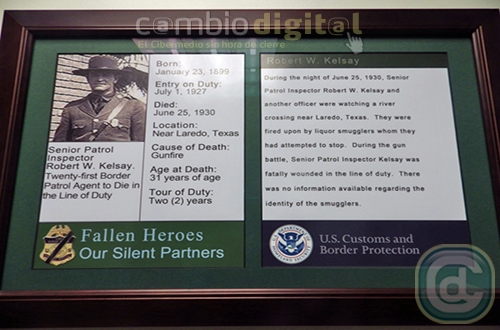 cambiodigital
El Cibermedio sin hora de cierre
Born:
January 23, 1899
Entry on Duty:
July 1, 1927
Died:
June 25, 1930
Location:
Near Laredo, Texas
Cause of Death:
Gunfire
Age at Death:
31 years of age
Tour of Duty:
Two (2) years
Senior Patrol
Inspector
Robert W. Kelsay.
Twenty-first Border
Patrol Agent to Die in
the Line of Duty
Fallen Heroes
Our Silent Partners
Robert W. Kelsay
During the night of June 25, 1930, Senior
Patrol Inspector Robert W. Kelsay and
another officer were watching a river
crossing near Laredo, Texas. They were
fired upon by liquor smugglers whom they
had attempted to stop. During the gun
battle, Senior Patrol Inspector Kelsay was
fatally wounded in the line of duty. There
was no information available regarding the
identity of the smugglers.
U.S. Customs and
Border Protection